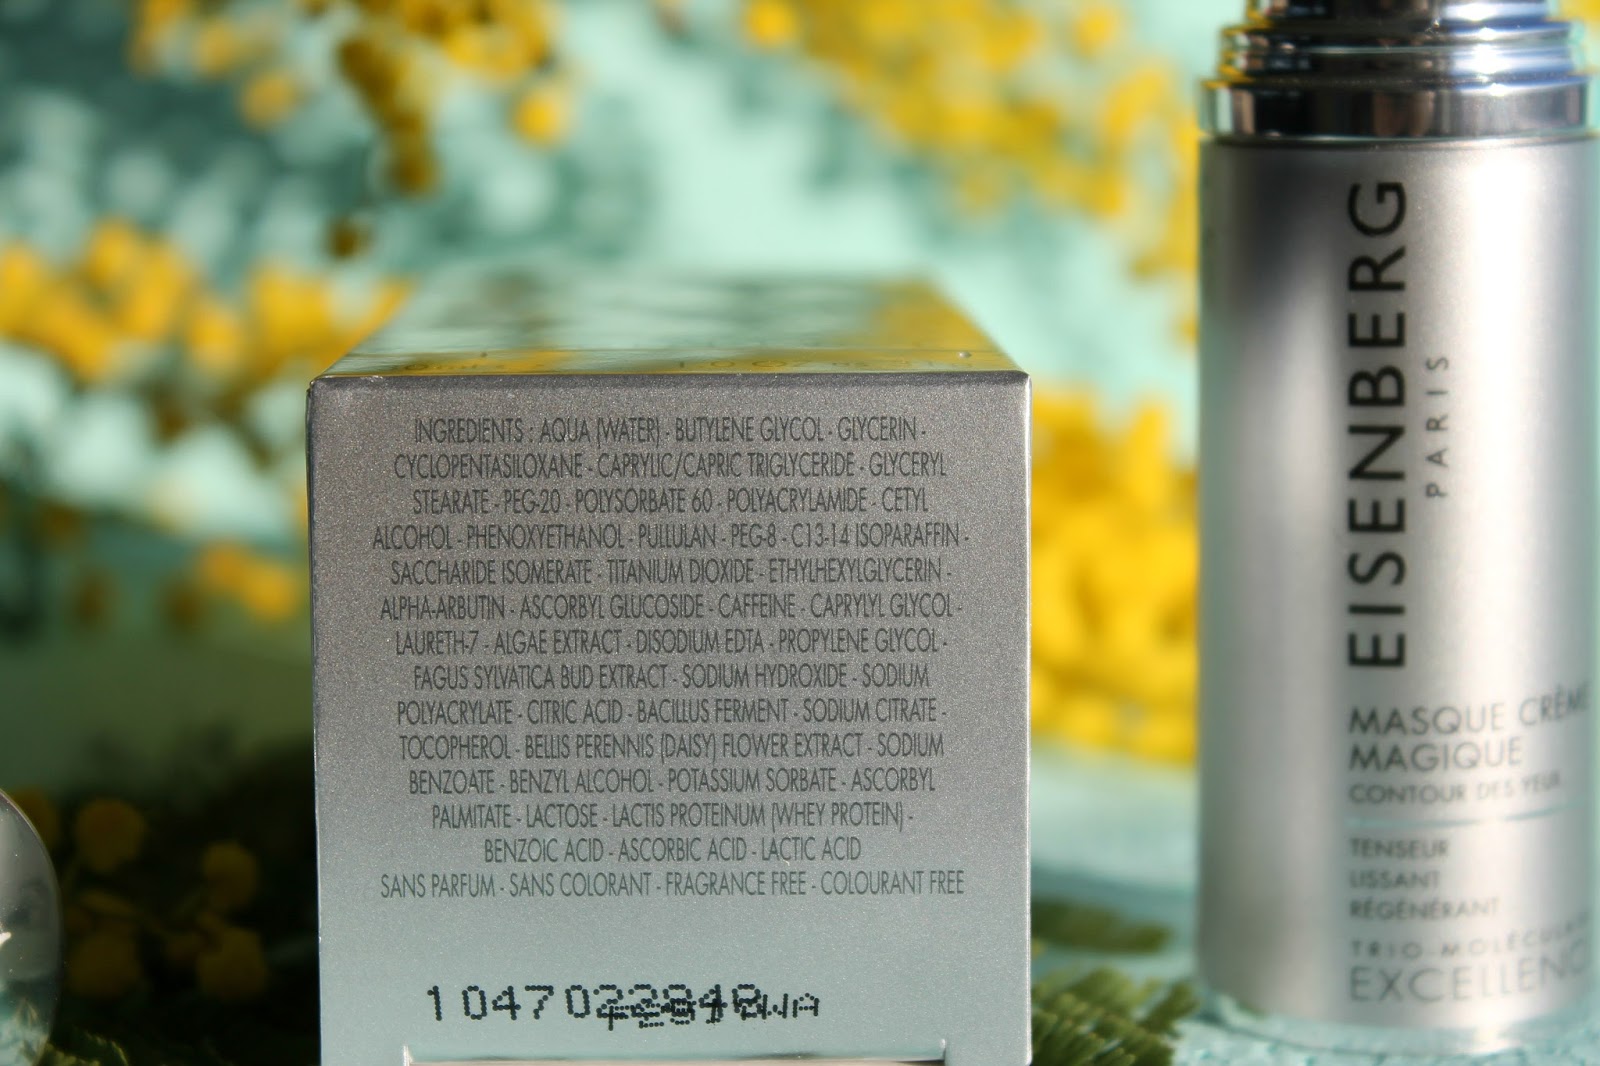 INGREDIENTS : AQUA (WATER) - BUTYLENE GLYCOL - GLYCERIN -
CYCLOPENTASILOXANE - CAPRYLIC/CAPRIC TRIGLYCERIDE - GLYCERYL
STEARATE - PEG-20 - POLYSORBATE 60 - POLYACRYLAMIDE - CETYL
ALCOHOL - PHENOXYETHANOL - PULLULAN - PEG-8 - C13-14 ISOPARAFFIN -
SACCHARIDE ISOMERATE - TITANIUM DIOXIDE - ETHYLHEXYLGLYCERIN -
ALPHA-ARBUTIN - ASCORBYL GLUCOSIDE - CAFFEINE - CAPRYLYL GLYCOL -
LAURETH-7 - ALGAE EXTRACT - DISODIUM EDTA - PROPYLENE GLYCOL -
FAGUS SYLVATICA BUD EXTRACT - SODIUM HYDROXIDE - SODIUM
POLYACRYLATE - CITRIC ACID - BACILLUS FERMENT - SODIUM CITRATE -
TOCOPHEROL - BELLIS PERENNIS (DAISY) FLOWER EXTRACT - SODIUM
BENZOATE - BENZYL ALCOHOL - POTASSIUM SORBATE - ASCORBYL
PALMITATE - LACTOSE - LACTIS PROTEINUM (WHEY PROTEIN) -
BENZOIC ACID - ASCORBIC ACID - LACTIC ACID
SANS PARFUM - SANS COLORANT - FRAGRANCE FREE - COLOURANT FREE
EISENBERG
PARIS
MASQUE CRÈME
MAGIQUE
CONTOUR DES YEUX
TENSEUR
LISSANT
RÉGÉNÉRANT